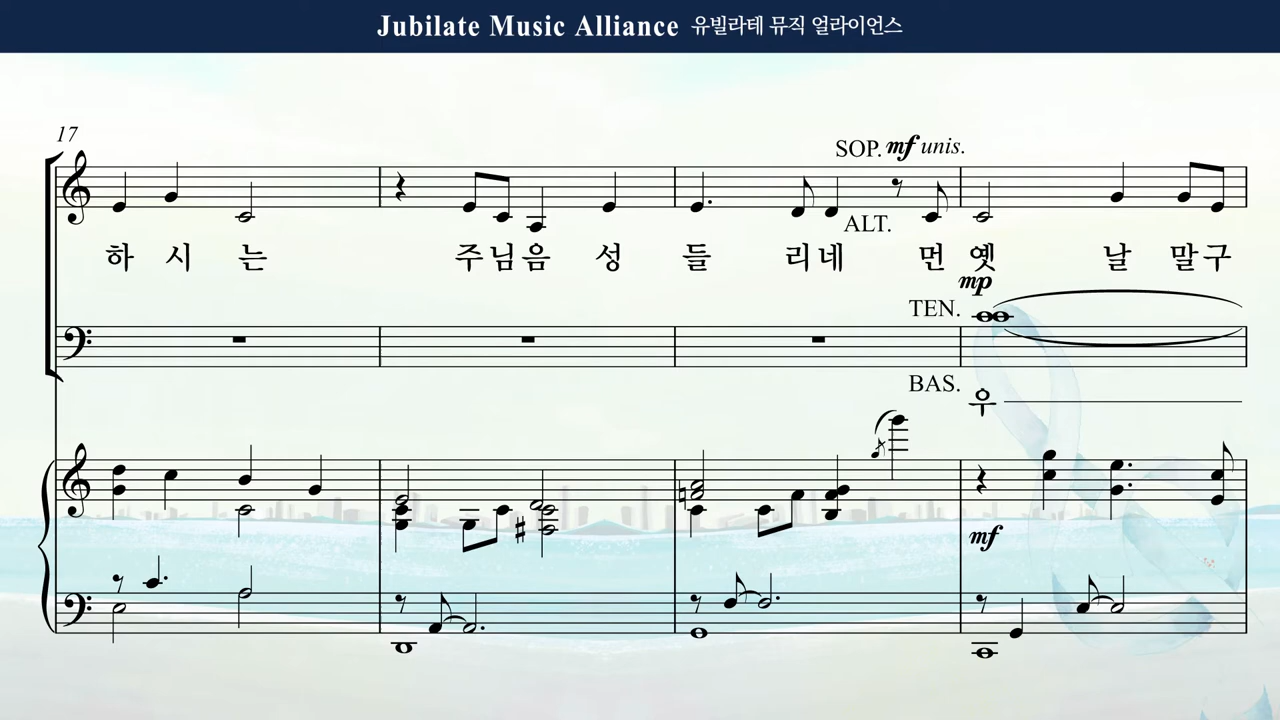 Jubilate Music Alliance 유빌라테 뮤직 얼라이언스
17
SOP. mf unis.
ALT.
하 시 는 주 님 음 성 들 리 네 먼 옛 날 말 구
mp
TEN.
BAS.
우
mf